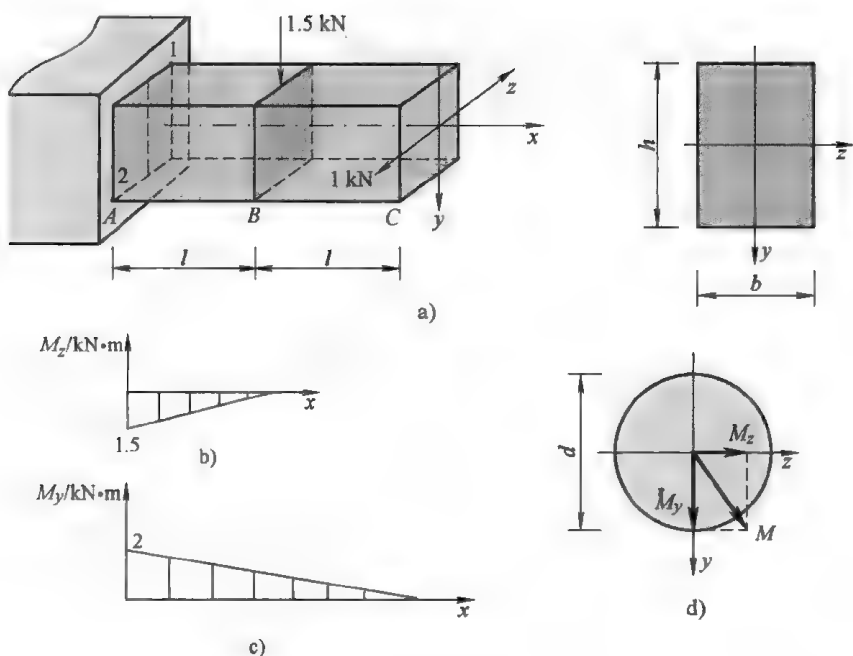 1.5 kN
1
z
x
2
1 kN
A
B
C
y
l
l
a)
h
z
y
b
M_z/kN•m
x
1.5
b)
M_y/kN•m
2
x
c)
d
M_z
z
M_y
M
y
d)